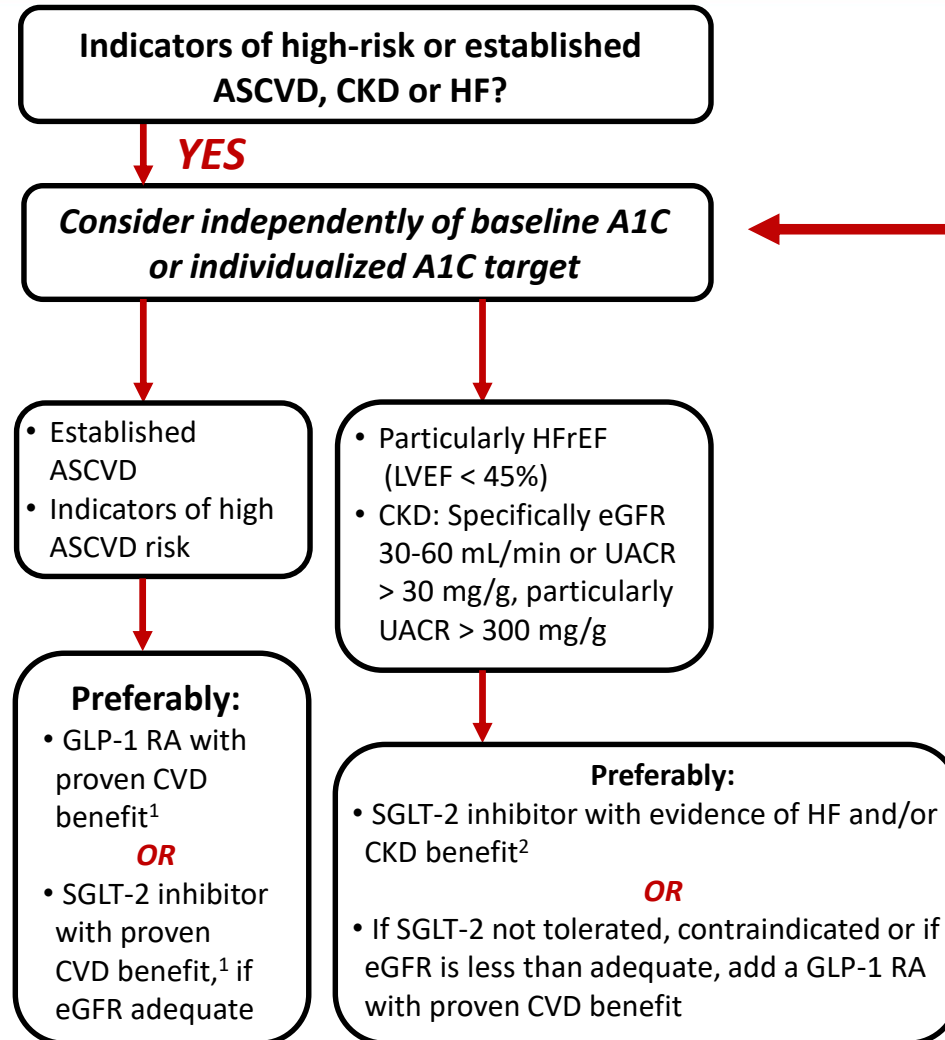 Indicators of high-risk or established
ASCVD, CKD or HF?
YES
Consider independently of baseline A1C
or individualized A1C target
• Established
ASCVD
• Indicators of high
ASCVD risk
• Particularly HFrEF
(LVEF < 45%)
• CKD: Specifically eGFR
30-60 mL/min or UACR
> 30 mg/g, particularly
UACR > 300 mg/g
Preferably:
• GLP-1 RA with
proven CVD
benefit¹
OR
• SGLT-2 inhibitor
with proven
CVD benefit,¹ if
eGFR adequate
Preferably:
• SGLT-2 inhibitor with evidence of HF and/or
CKD benefit²
OR
• If SGLT-2 not tolerated, contraindicated or if
eGFR is less than adequate, add a GLP-1 RA
with proven CVD benefit